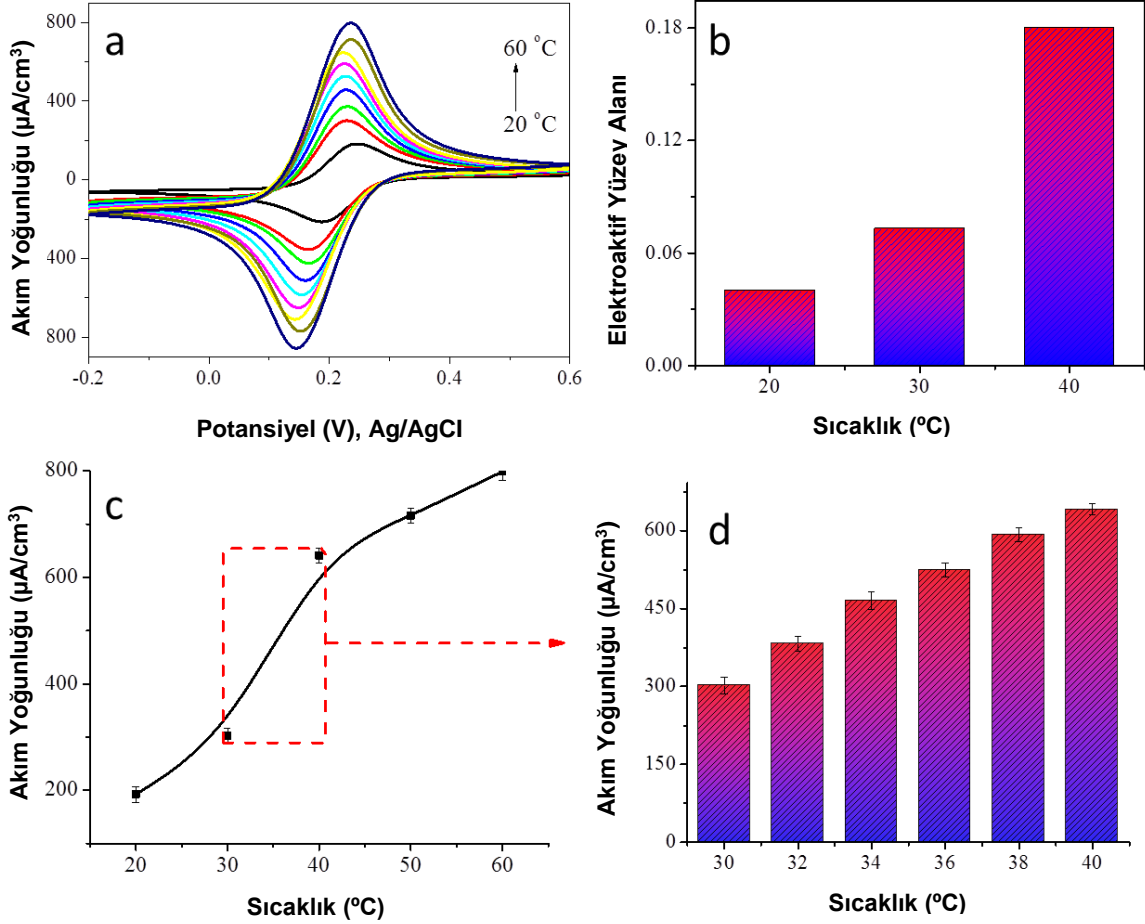 a
60 °C
20 °C
Akım Yoğunluğu (µA/cm³)
800
400
0
400
800
-0.2 0.0 0.2 0.4 0.6
Potansiyel (V), Ag/AgCl
b
Elektroaktif Yüzev Alanı
0.18
0.12
0.06
0.00
20 30 40
Sıcaklık (ºC)
c
Akım Yoğunluğu (µA/cm³)
800
600
400
200
20 30 40 50 60
Sıcaklık (ºC)
d
Akım Yoğunluğu (µA/cm³)
600
450
300
150
0
30 32 34 36 38 40
Sıcaklık (ºC)